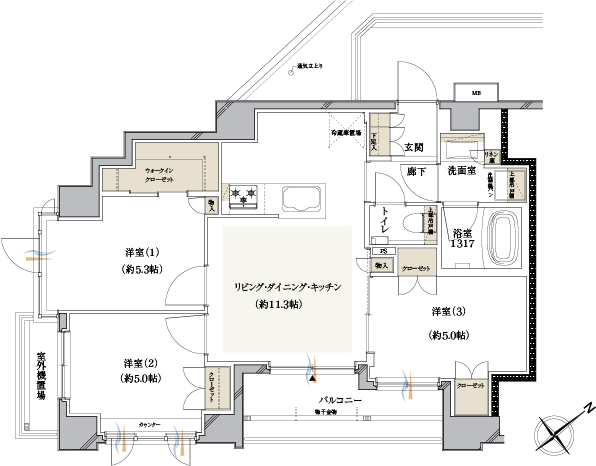 通気立上り
MB
冷蔵庫置場
下足入
玄関
リネン庫
洗面室
廊下
ウォークイン
クローゼット
物入
上部吊戸棚
洗濯機パン
トイレ
上部吊戸棚
浴室
1317
洋室(1)
(約5.3帖)
PS
物入
クローゼット
リビング・ダイニング・キッチン
(約11.3帖)
洋室(3)
(約5.0帖)
洋室(2)
(約5.0帖)
クローゼット
室外機置場
クローゼット
バルコニー
物干金物
カウンター
N